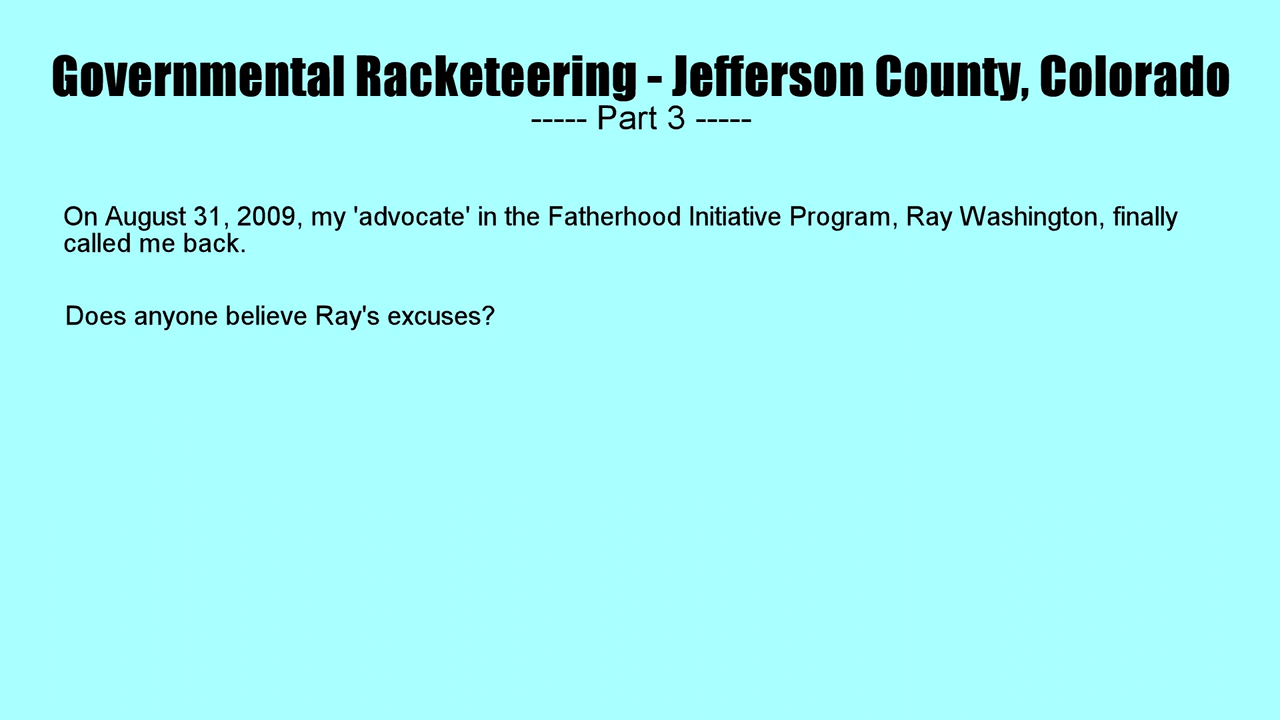 Governmental Racketeering - Jefferson County, Colorado
----- Part 3 -----
On August 31, 2009, my 'advocate' in the Fatherhood Initiative Program, Ray Washington, finally
called me back.
Does anyone believe Ray's excuses?